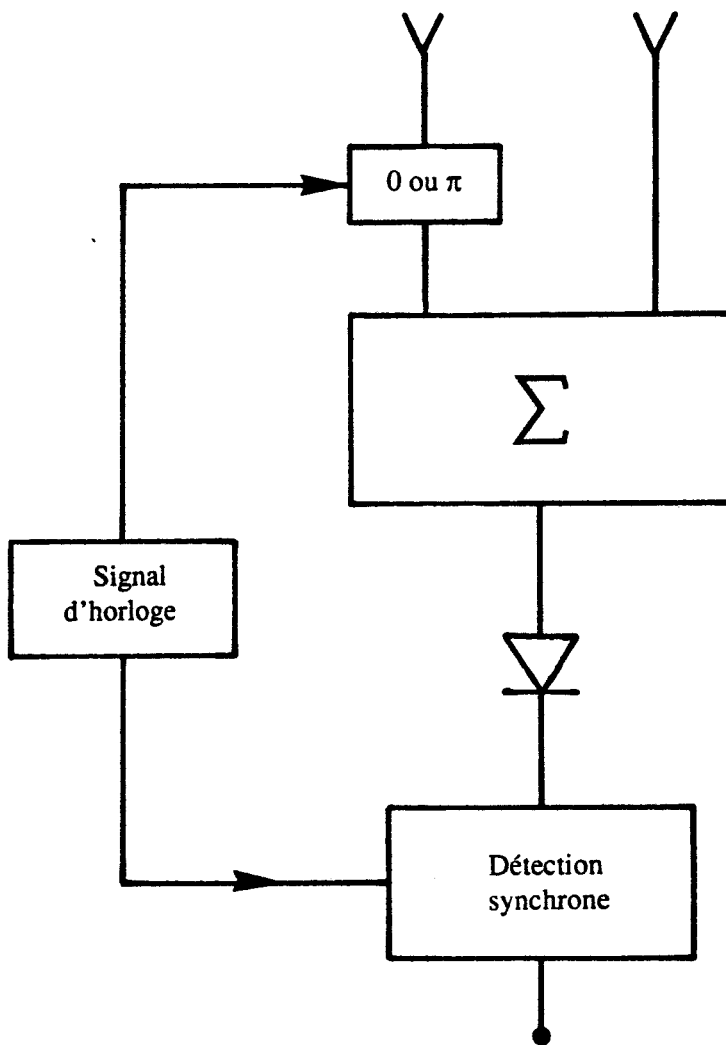 0 ou π
Σ
Signal
d'horloge
Détection
synchrone